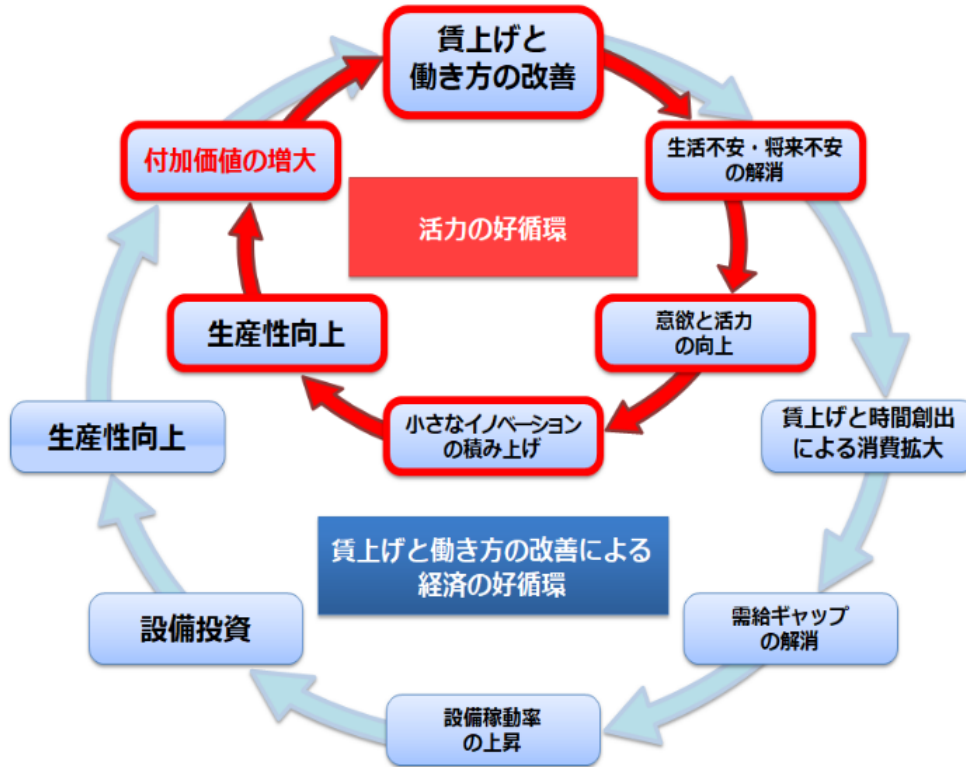 賃上げと
働き方の改善
付加価値の増大
生活不安・将来不安
の解消
活力の好循環
生産性向上
意欲と活力
の向上
小さなイノベーション
の積み上げ
生産性向上
賃上げと時間創出
による消費拡大
賃上げと働き方の改善による
経済の好循環
設備投資
需給ギャップ
の解消
設備稼動率
の上昇